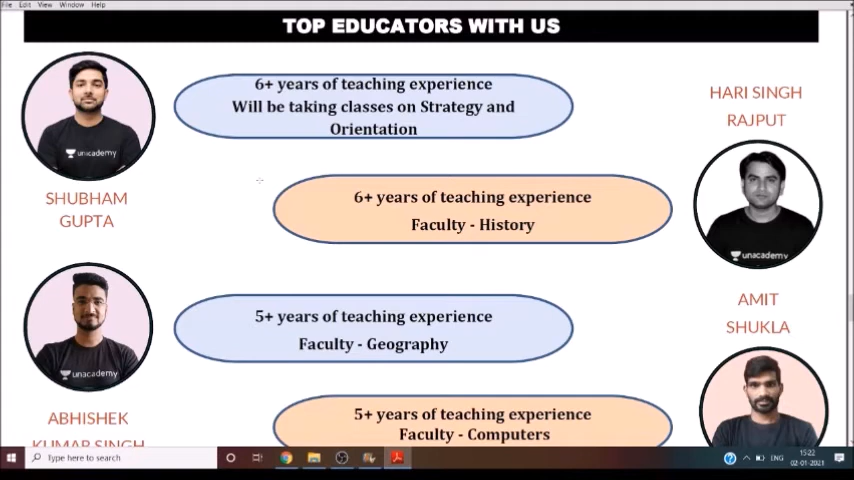 File Edit View Window Help
TOP EDUCATORS WITH US
unacademy
SHUBHAM
GUPTA
6+ years of teaching experience
Will be taking classes on Strategy and
Orientation
HARI SINGH
RAJPUT
unacademy
6+ years of teaching experience
Faculty - History
unacademy
ABHISHEK
KUMAR SINGH
5+ years of teaching experience
Faculty - Geography
AMIT
SHUKLA
5+ years of teaching experience
Faculty - Computers
Type here to search
ENG
15:22
02-01-2023